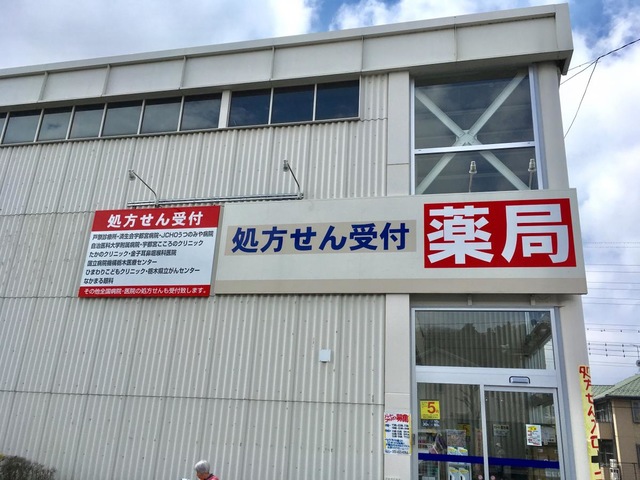 処方せん受付
戸祭診療所・済生会宇都宮病院・JCHOうつのみや病院
自治医科大学附属病院・宇都宮こころのクリニック
たかのクリニック・金子耳鼻咽喉科医院
国立病院機構栃木医療センター
ひまわりこどもクリニック・栃木県立がんセンター
なかまる眼科
その他全国病院・医院の処方せんも受付致します。
処方せん受付
薬局
5
処方せん